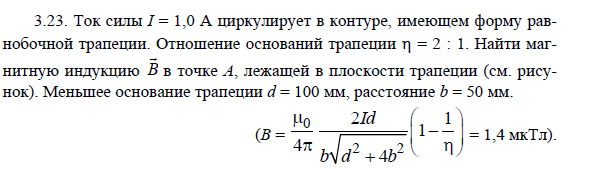 3.23. Ток силы I = 1,0 А циркулирует в контуре, имеющем форму рав-
нобочной трапеции. Отношение оснований трапеции η = 2 : 1. Найти маг-
нитную индукцию B⃗ в точке A, лежащей в плоскости трапеции (см. рису-
нок). Меньшее основание трапеции d = 100 мм, расстояние b = 50 мм.
(B = μ₀/4π · 2Id/(b√(d² + 4b²)) (1 − 1/η) = 1,4 мкТл).